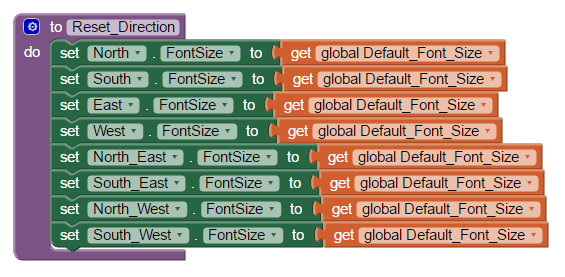 to Reset_Direction
do set North . FontSize to get global Default_Font_Size
set South . FontSize to get global Default_Font_Size
set East . FontSize to get global Default_Font_Size
set West . FontSize to get global Default_Font_Size
set North_East . FontSize to get global Default_Font_Size
set South_East . FontSize to get global Default_Font_Size
set North_West . FontSize to get global Default_Font_Size
set South_West . FontSize to get global Default_Font_Size